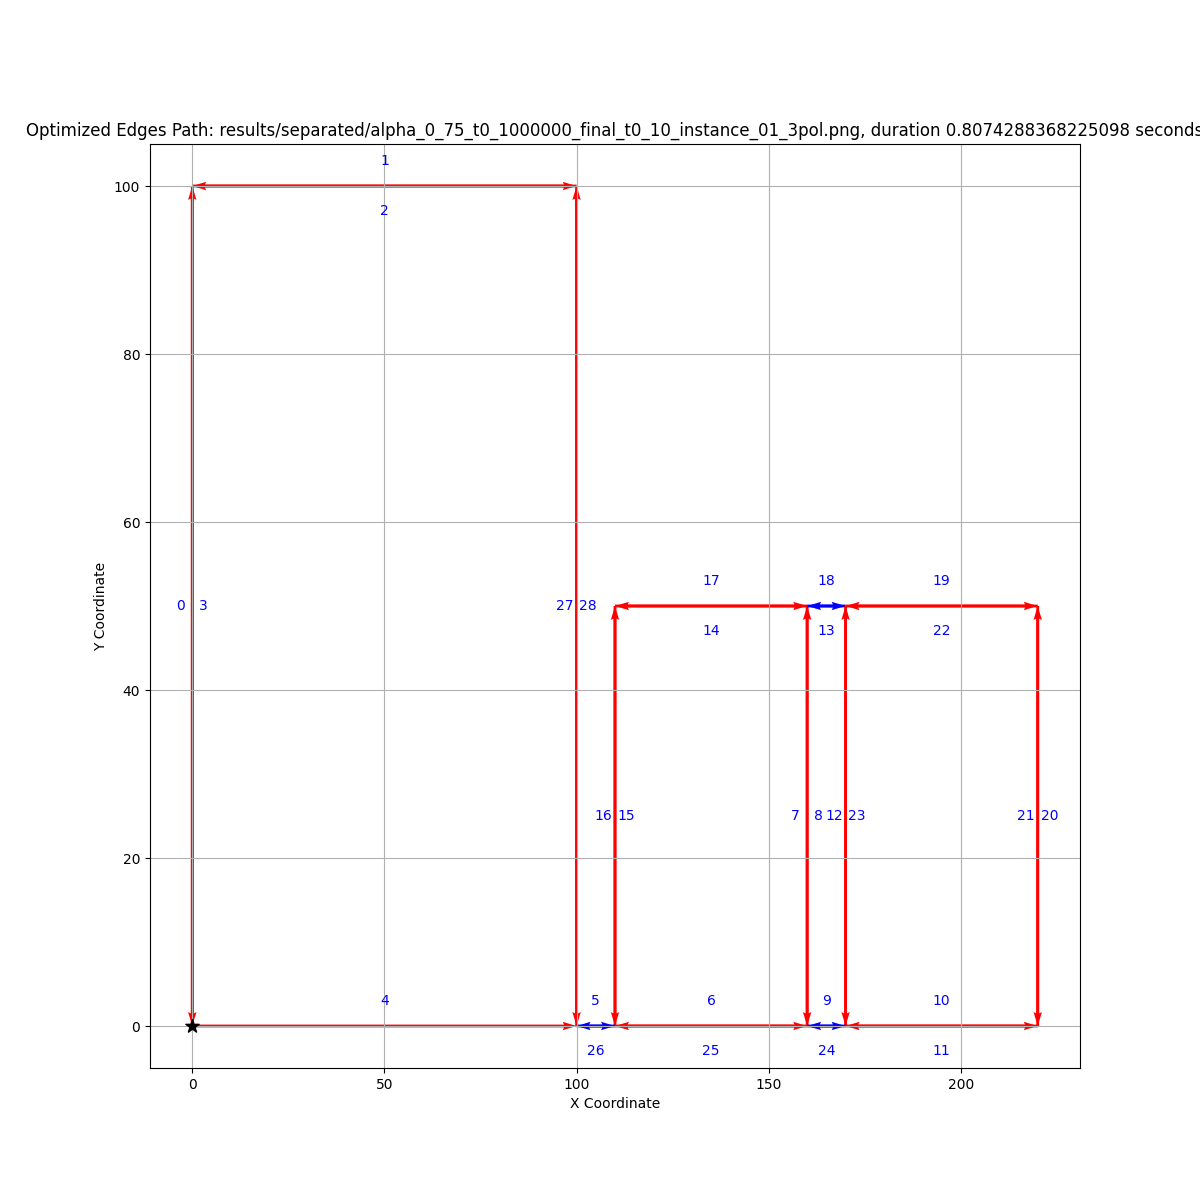 Optimized Edges Path: results/separated/alpha_0_75_t0_1000000_final_t0_10_instance_01_3pol.png, duration 0.8074288368225098 seconds
1
100
2
80
60
17 18 19
0 3 27 28
14 13 22
Y Coordinate
40
16 15 7 8 12 23 21 20
20
4 5 6 9 10
0
26 25 24 11
0 50 100 150 200
X Coordinate